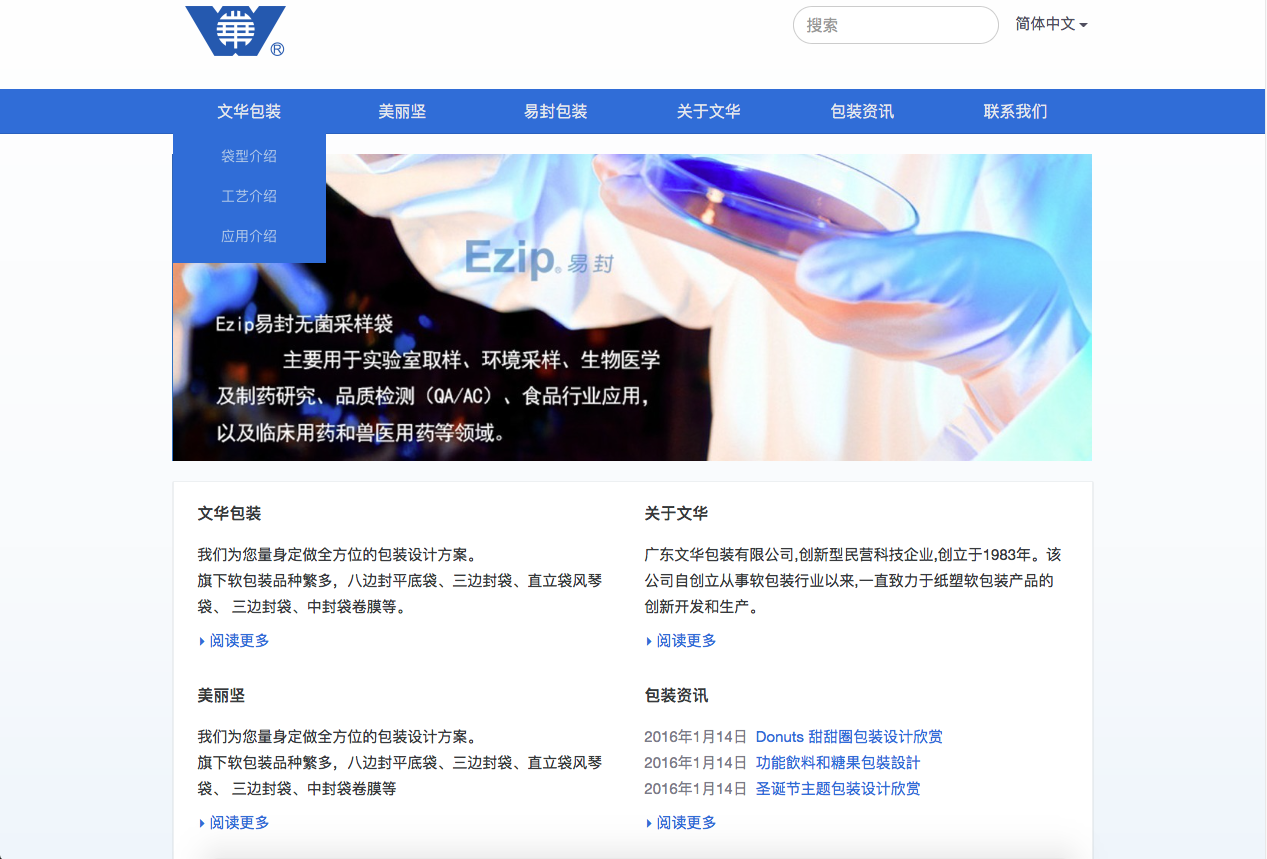 華
®
搜索
简体中文
文华包装
美丽坚
易封包装
关于文华
包装资讯
联系我们
袋型介绍
工艺介绍
应用介绍
Ezip®易封
Ezip易封无菌采样袋
主要用于实验室取样、环境采样、生物医学
及制药研究、品质检测（QA/AC）、食品行业应用，
以及临床用药和兽医用药等领域。
文华包装
我们为您量身定做全方位的包装设计方案。
旗下软包装品种繁多，八边封平底袋、三边封袋、直立袋风琴
袋、 三边封袋、中封袋卷膜等。
阅读更多
关于文华
广东文华包装有限公司,创新型民营科技企业,创立于1983年。该
公司自创立从事软包装行业以来,一直致力于纸塑软包装产品的
创新开发和生产。
阅读更多
美丽坚
我们为您量身定做全方位的包装设计方案。
旗下软包装品种繁多，八边封平底袋、三边封袋、直立袋风琴
袋、 三边封袋、中封袋卷膜等
阅读更多
包装资讯
2016年1月14日 Donuts 甜甜圈包装设计欣赏
2016年1月14日 功能飲料和糖果包裝設計
2016年1月14日 圣诞节主题包装设计欣赏
阅读更多